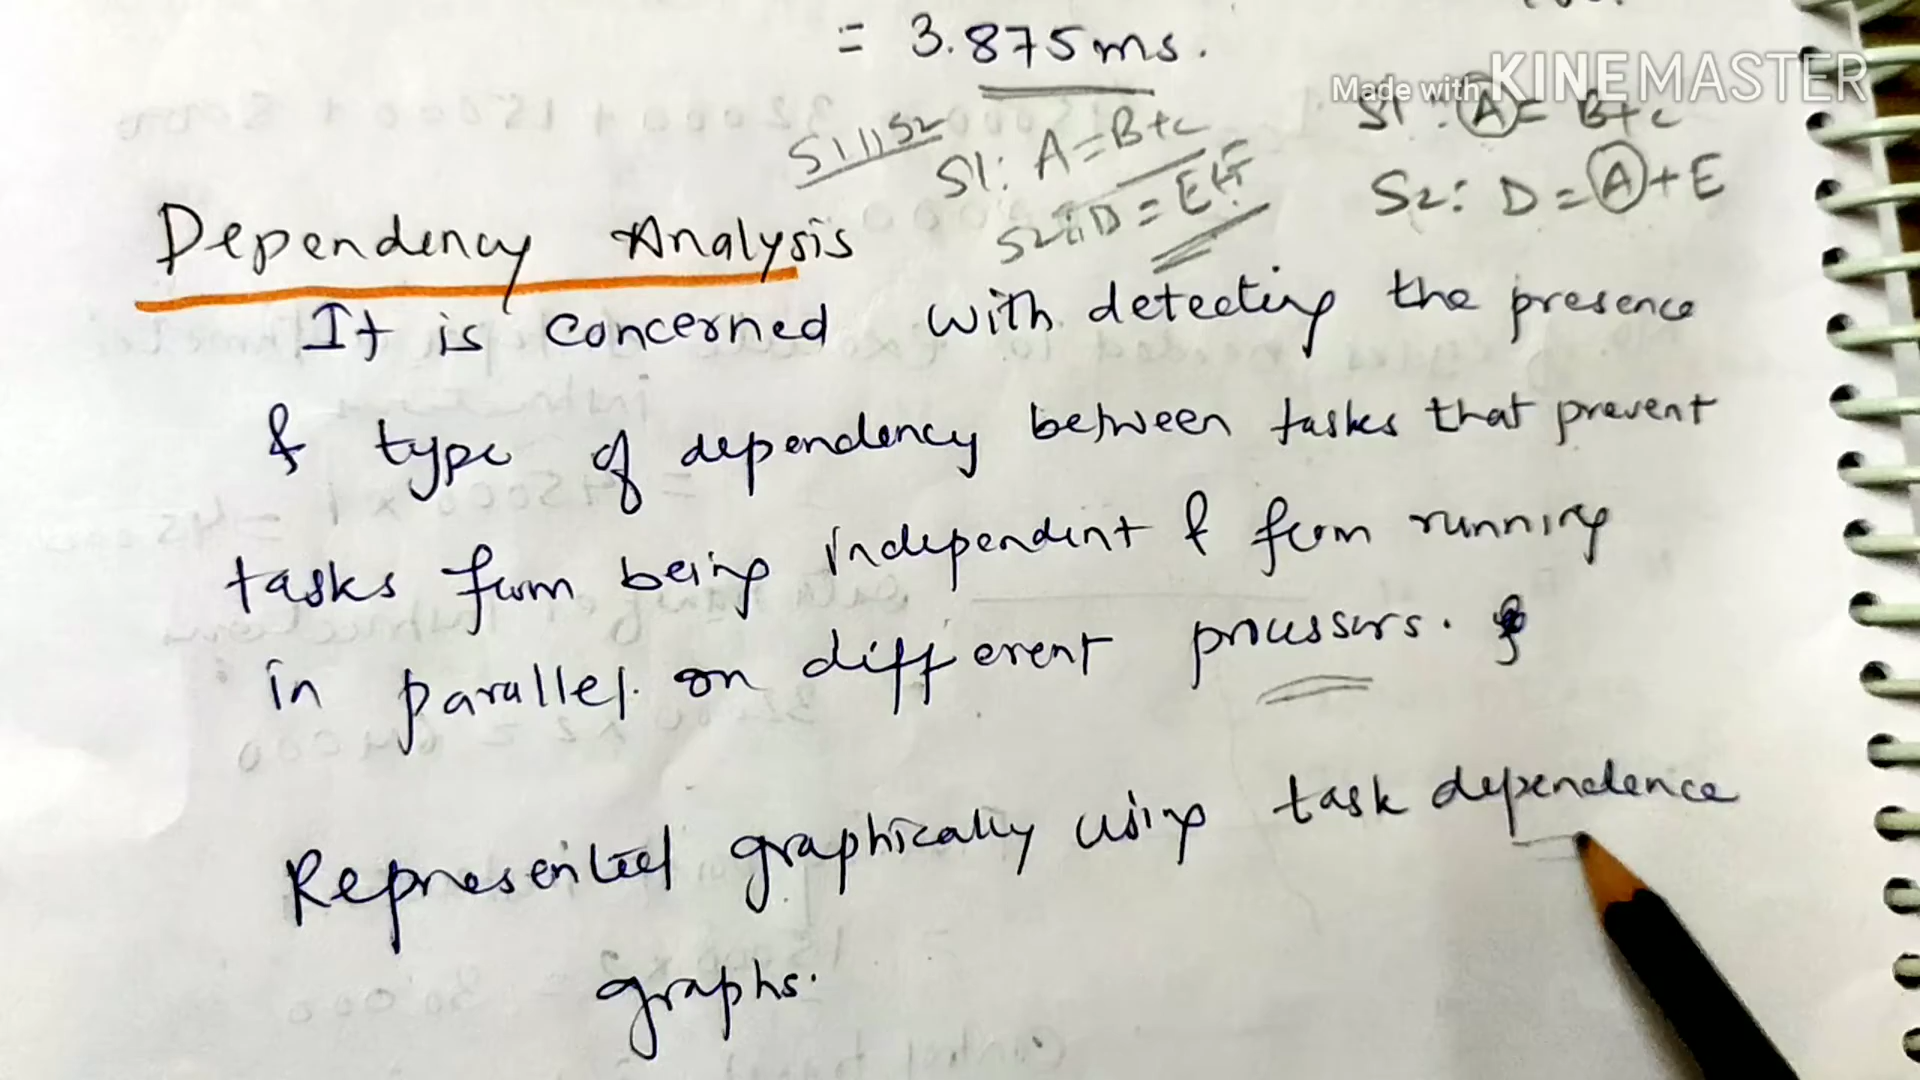 = 3.875ms.
Made with KINEMASTER
S1 || S2
S1: A = B+C
S2: D = E+F
S1: A = B+C
S2: D = A + E
Dependency Analysis
It is concerned with detecting the presence
& type of dependency between tasks that prevent
tasks from being independent & from running
in parallel on different processors.
Represented graphically using task dependence
graphs.